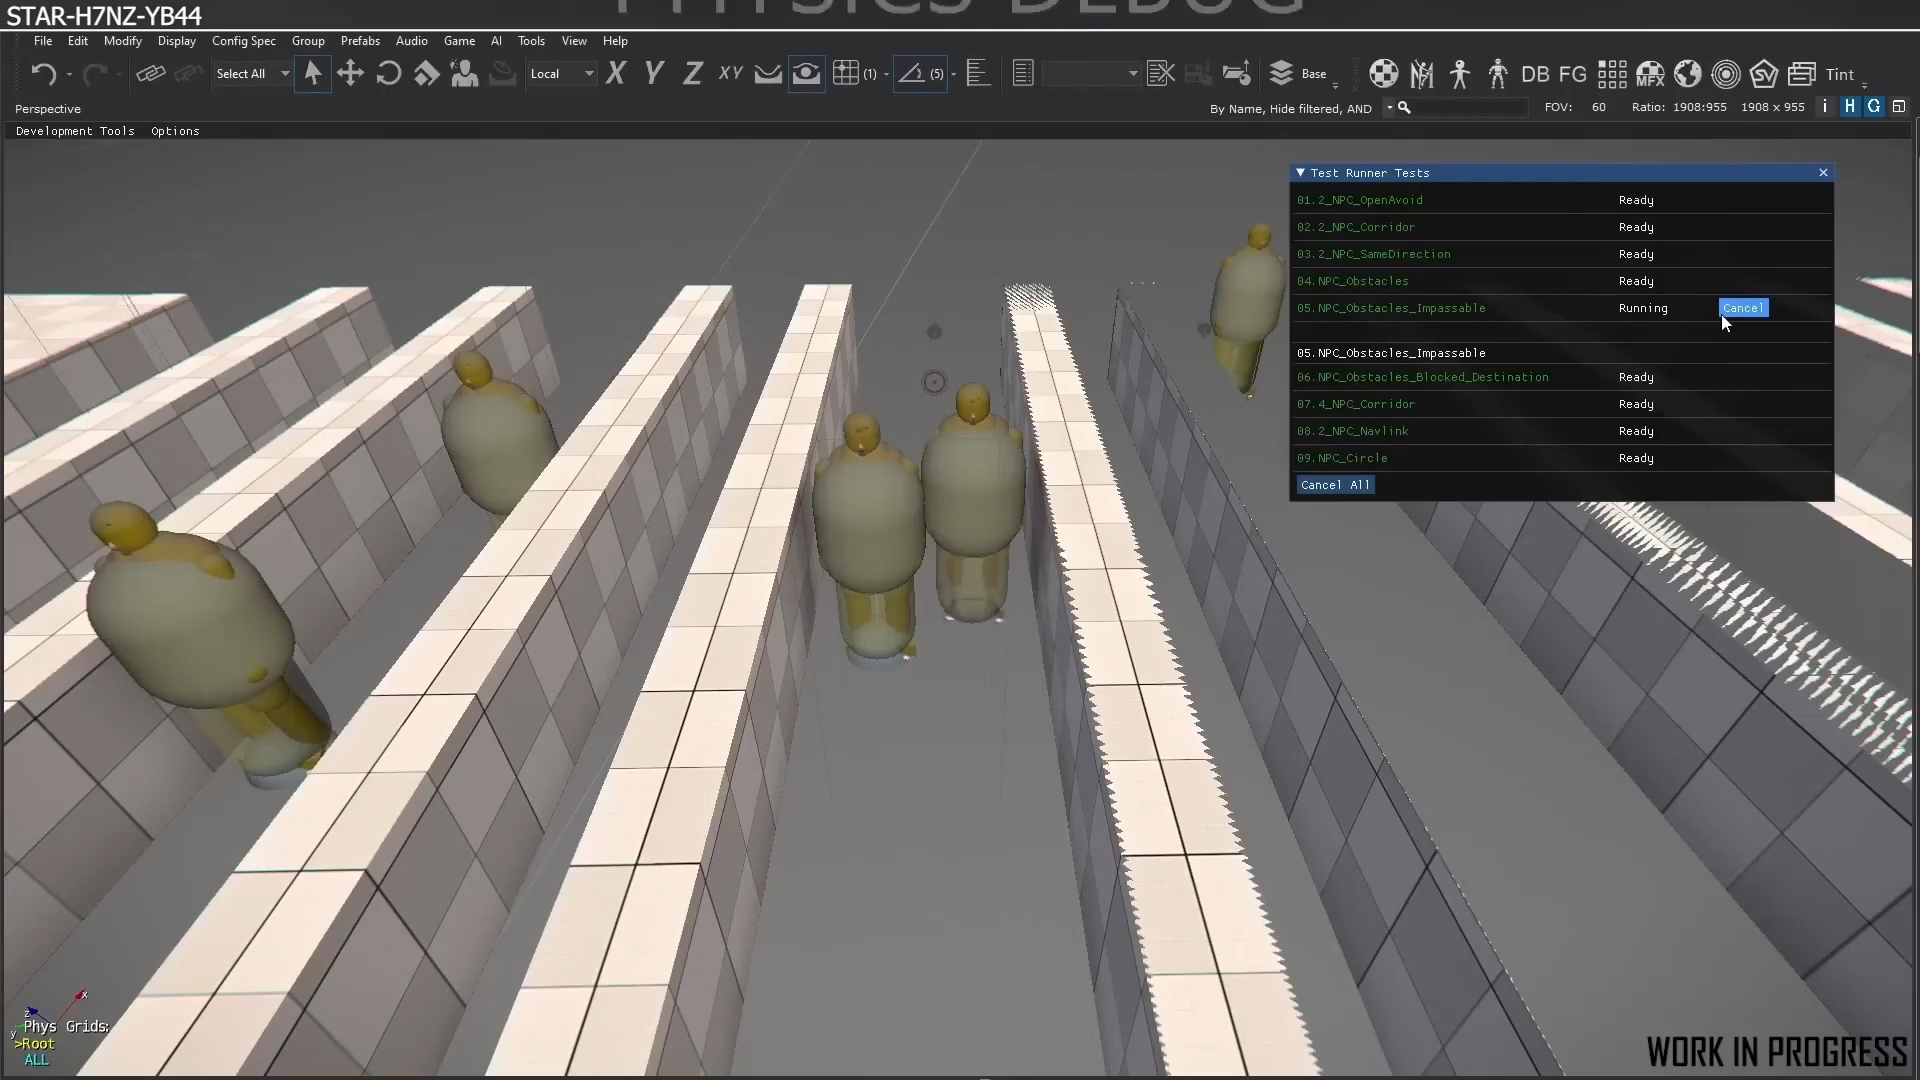 PHYSICS DEBUG
STAR-H7NZ-YB44
File Edit Modify Display Config Spec Group Prefabs Audio Game AI Tools View Help
Select All Local X Y Z XY (1) (5) Base DB FG MFX SV Tint
Perspective By Name, Hide filtered, AND FOV: 60 Ratio: 1908:955 1908 x 955 i H G
Development Tools Options
Test Runner Tests
01.2_NPC_OpenAvoid Ready
02.2_NPC_Corridor Ready
03.2_NPC_SameDirection Ready
04.NPC_Obstacles Ready
05.NPC_Obstacles_Impassable Running Cancel
05.NPC_Obstacles_Impassable
06.NPC_Obstacles_Blocked_Destination Ready
07.4_NPC_Corridor Ready
08.2_NPC_Navlink Ready
09.NPC_Circle Ready
Cancel All
x
z
y
Phys Grids:
>Root
ALL
WORK IN PROGRESS